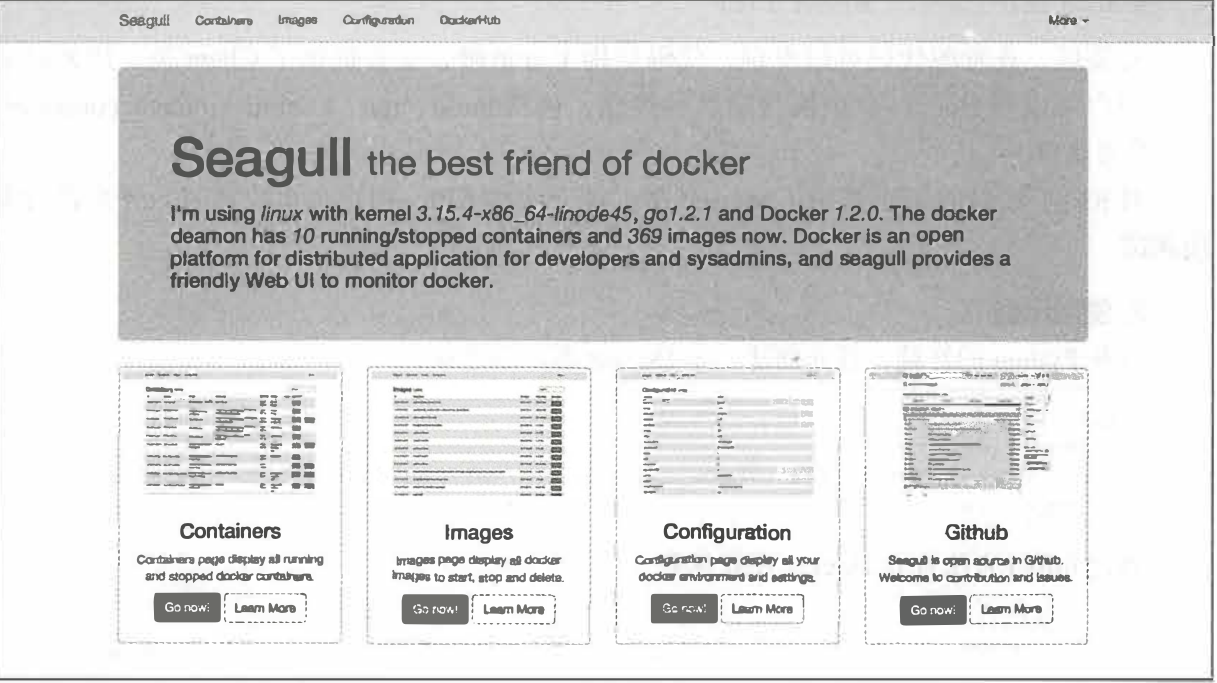 Seagull Containers Images Configuration DockerHub More
Seagull the best friend of docker
I'm using linux with kernel 3.15.4-x86_64-linode45, go1.2.1 and Docker 1.2.0. The docker
deamon has 10 running/stopped containers and 369 images now. Docker is an open
platform for distributed application for developers and sysadmins, and seagull provides a
friendly Web UI to monitor docker.
Containers
Containers page display all running
and stopped docker containers.
Go now! Learn More
Images
Images page display all docker
images to start, stop and delete.
Go now! Learn More
Configuration
Configuration page display all your
docker environment and settings.
Go now! Learn More
Github
Seagull is open source in Github.
Welcome to contribution and issues.
Go now! Learn More